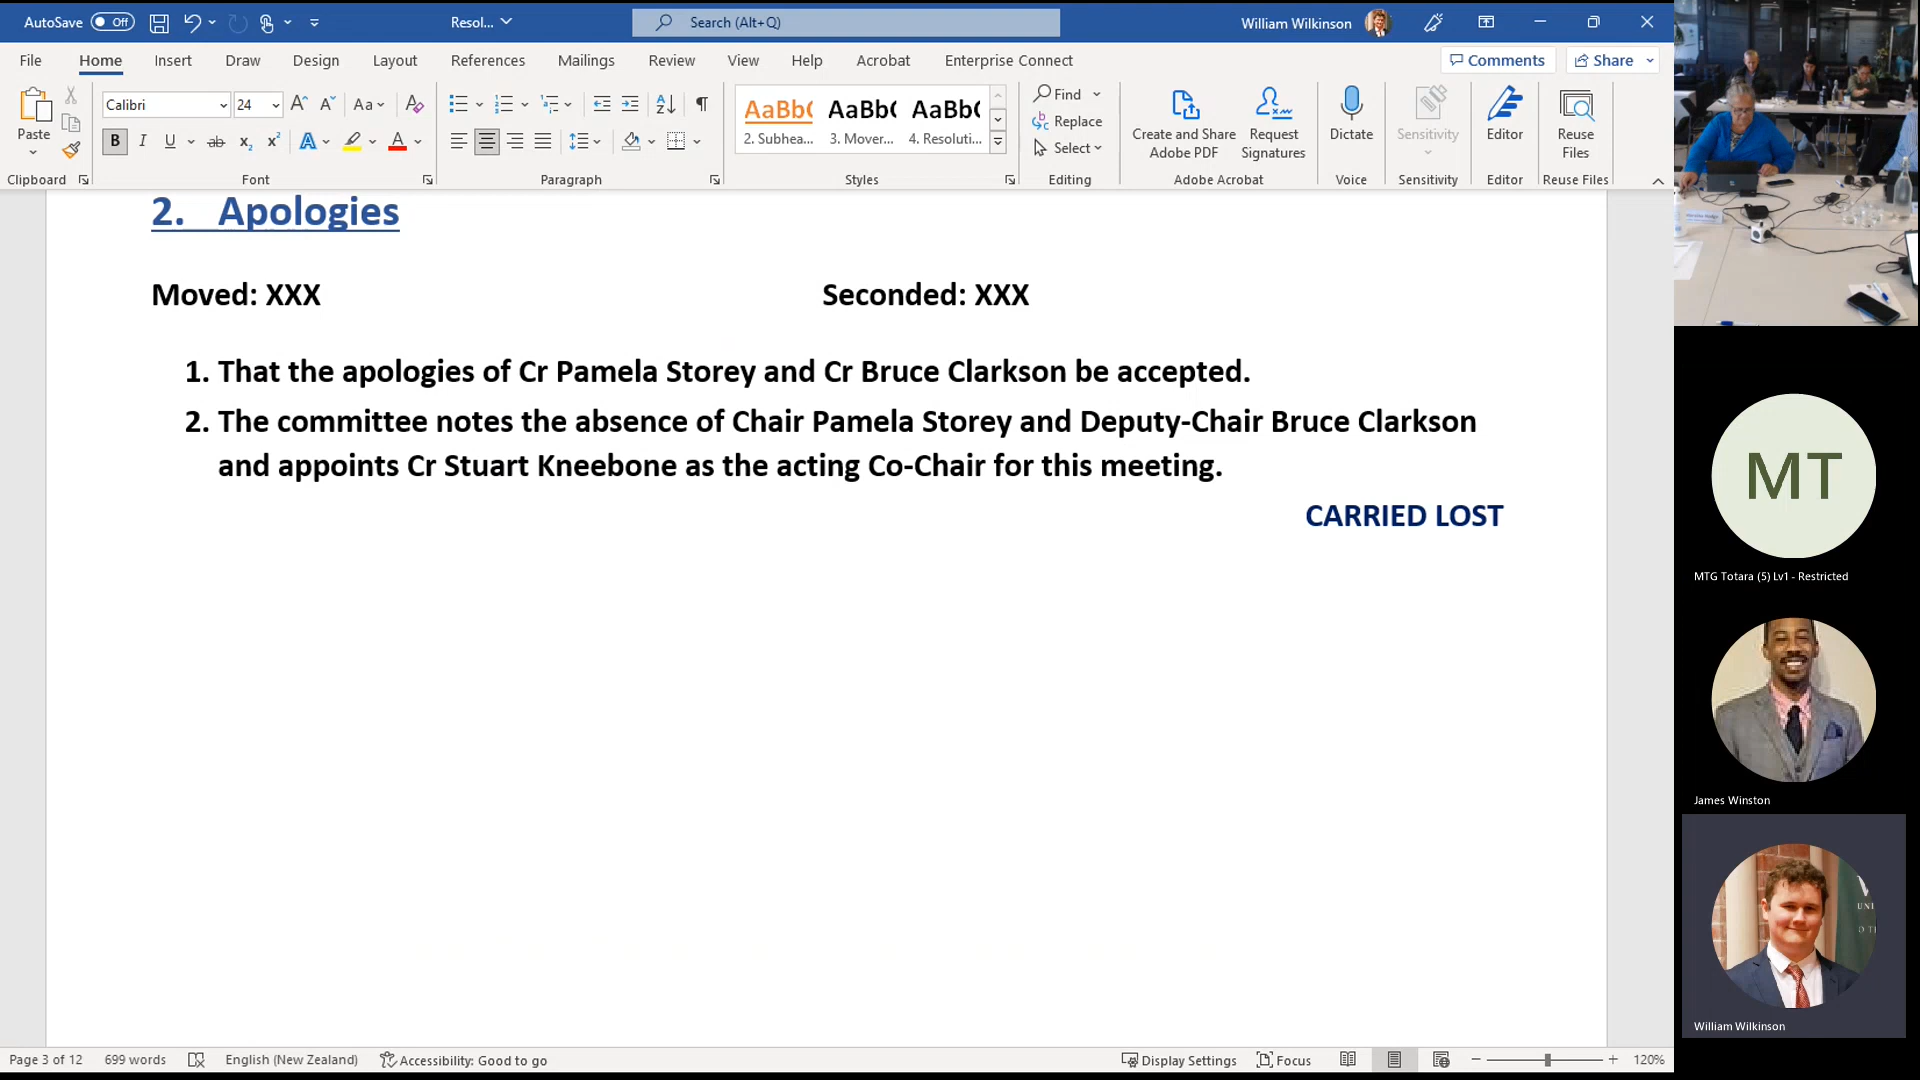 AutoSave Off
Resol...
Search (Alt+Q)
William Wilkinson
File Home Insert Draw Design Layout References Mailings Review View Help Acrobat Enterprise Connect
Comments Share
Paste
Calibri 24
Aa
B I U ab x₂ x² A A
AaBbC AaBbC AaBbC
2. Subhea... 3. Mover... 4. Resoluti...
Find
Replace
Select
Create and Share
Adobe PDF
Request
Signatures
Dictate
Sensitivity
Editor
Reuse
Files
Clipboard Font Paragraph Styles Editing Adobe Acrobat Voice Sensitivity Editor Reuse Files
2. Apologies
Moved: XXX Seconded: XXX
1. That the apologies of Cr Pamela Storey and Cr Bruce Clarkson be accepted.
2. The committee notes the absence of Chair Pamela Storey and Deputy-Chair Bruce Clarkson
and appoints Cr Stuart Kneebone as the acting Co-Chair for this meeting.
CARRIED LOST
MT
MTG Totara (5) Lv1 - Restricted
James Winston
William Wilkinson
Page 3 of 12 699 words English (New Zealand) Accessibility: Good to go Display Settings Focus 120%